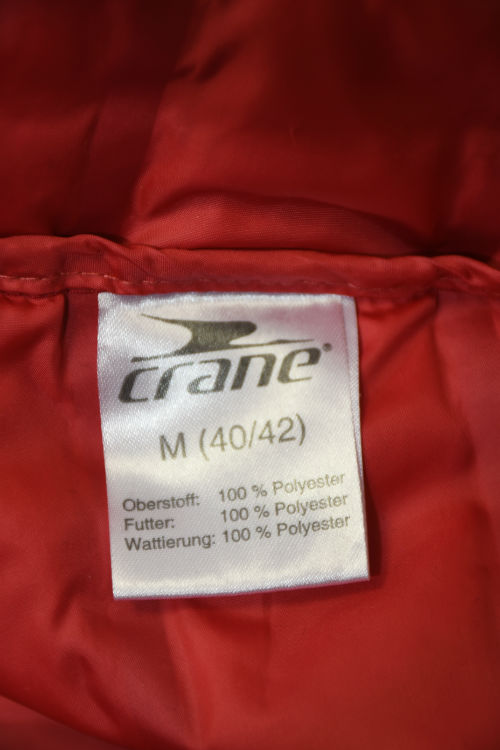 crane®
M (40/42)
Oberstoff: 100 % Polyester
Futter: 100 % Polyester
Wattierung: 100 % Polyester